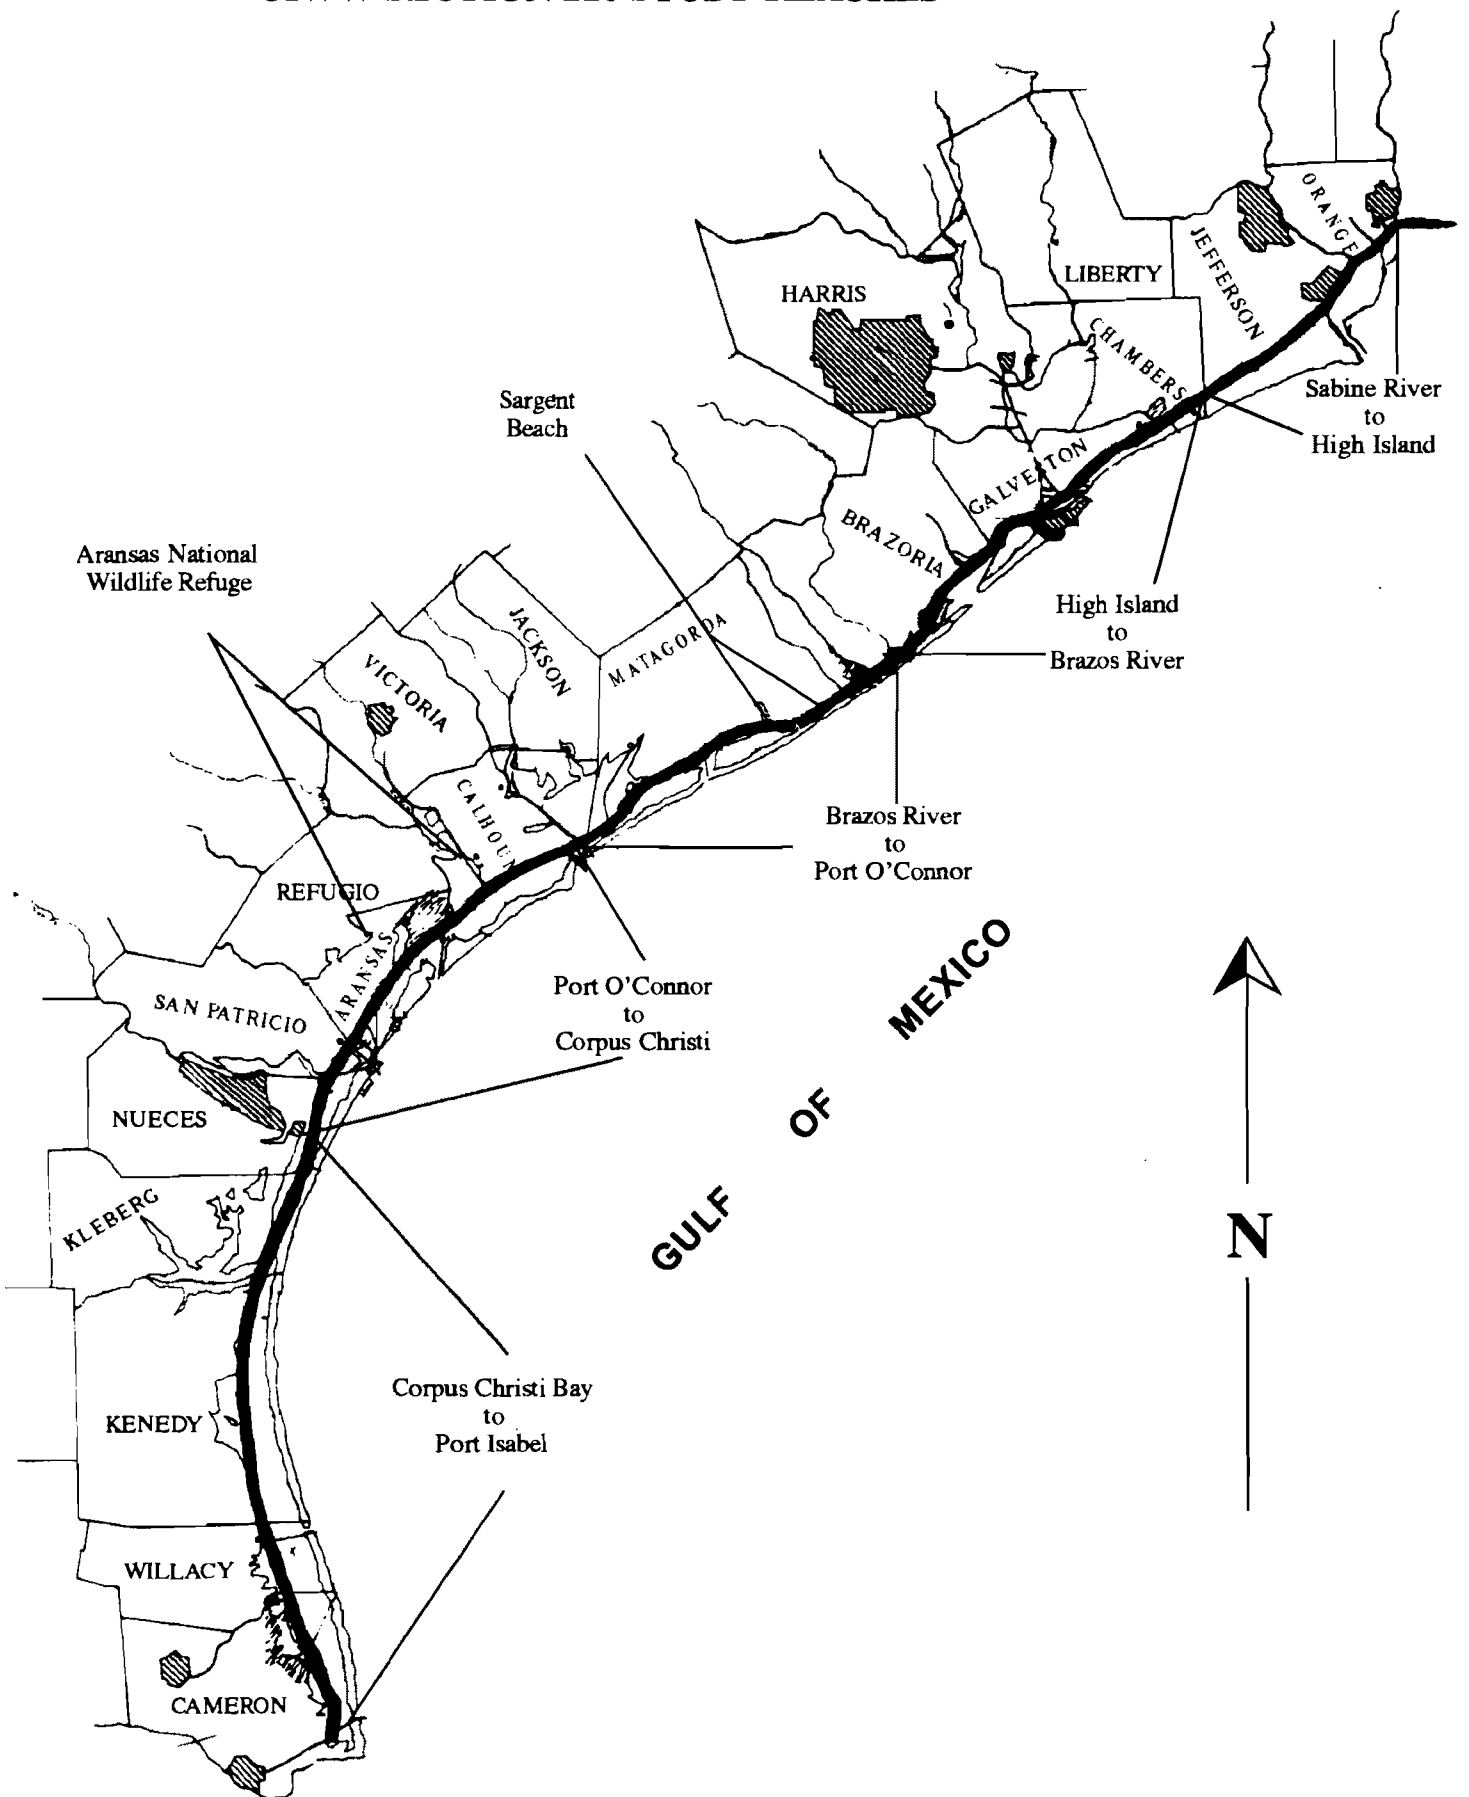 ORANGE
JEFFERSON
LIBERTY
HARRIS
CHAMBERS
Sabine River
to
High Island
Sargent
Beach
GALVESTON
BRAZORIA
Aransas National
Wildlife Refuge
High Island
to
Brazos River
JACKSON
MATAGORDA
VICTORIA
CALHOUN
Brazos River
to
Port O'Connor
REFUGIO
ARANSAS
SAN PATRICIO
Port O'Connor
to
Corpus Christi
GULF OF MEXICO
NUECES
KLEBERG
N
Corpus Christi Bay
to
Port Isabel
KENEDY
WILLACY
CAMERON